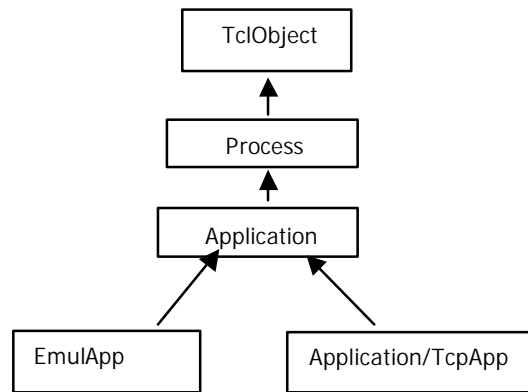 TclObject
Process
Application
EmulApp
Application/TcpApp